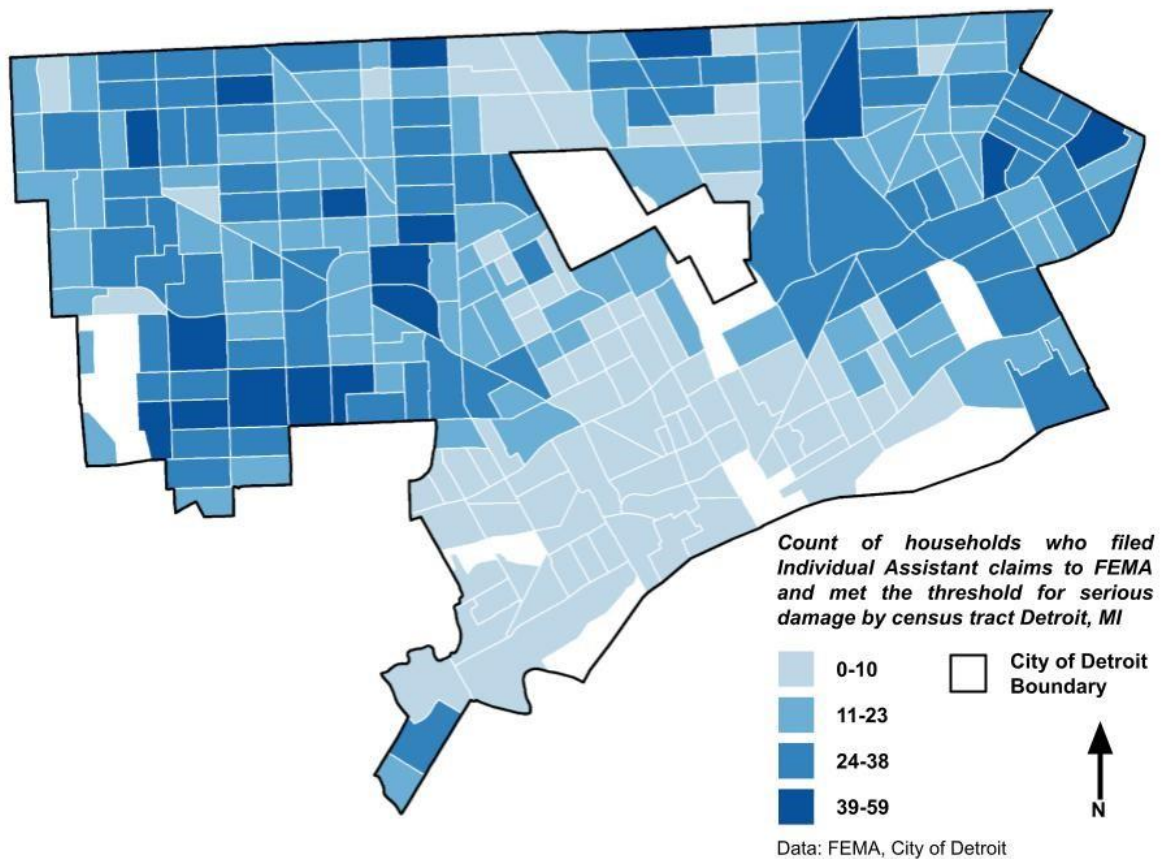 Count of households who filed
Individual Assistant claims to FEMA
and met the threshold for serious
damage by census tract Detroit, MI
0-10
11-23
24-38
39-59
City of Detroit
Boundary
N
Data: FEMA, City of Detroit